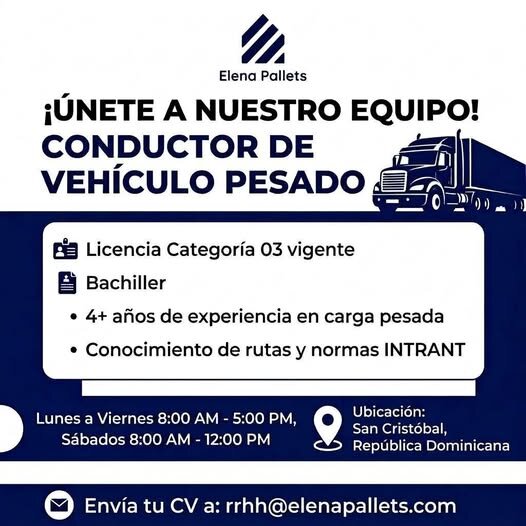 Elena Pallets
¡ÚNETE A NUESTRO EQUIPO!
CONDUCTOR DE
VEHÍCULO PESADO
Licencia Categoría 03 vigente
Bachiller
• 4+ años de experiencia en carga pesada
• Conocimiento de rutas y normas INTRANT
Lunes a Viernes 8:00 AM - 5:00 PM,
Sábados 8:00 AM - 12:00 PM
Ubicación:
San Cristóbal,
República Dominicana
Envía tu CV a: rrhh@elenapallets.com